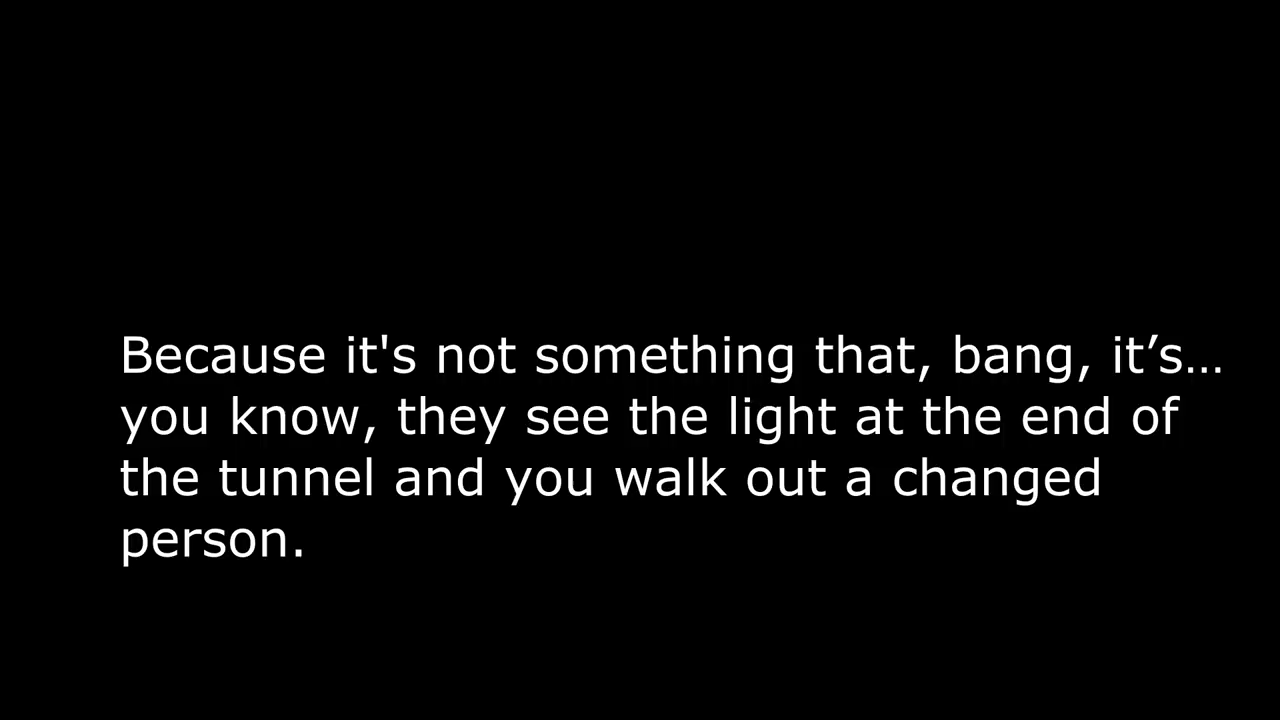 Because it's not something that, bang, it’s…
you know, they see the light at the end of
the tunnel and you walk out a changed
person.